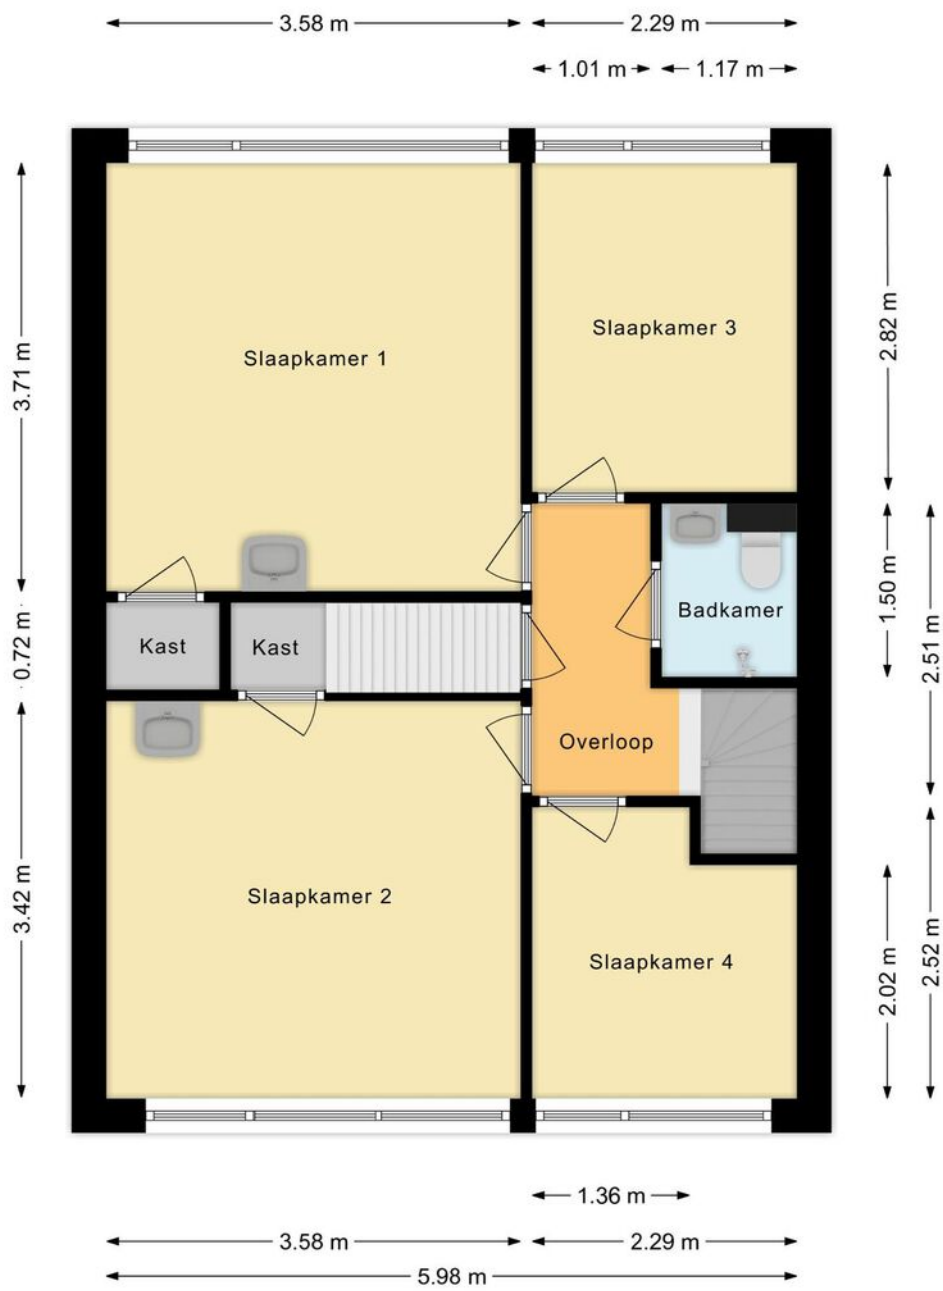 3.58 m
2.29 m
1.01 m
1.17 m
3.71 m
0.72 m
3.42 m
Slaapkamer 1
Slaapkamer 3
2.82 m
1.50 m
2.51 m
Kast
Kast
Badkamer
Overloop
Slaapkamer 2
Slaapkamer 4
2.02 m
2.52 m
1.36 m
3.58 m
2.29 m
5.98 m